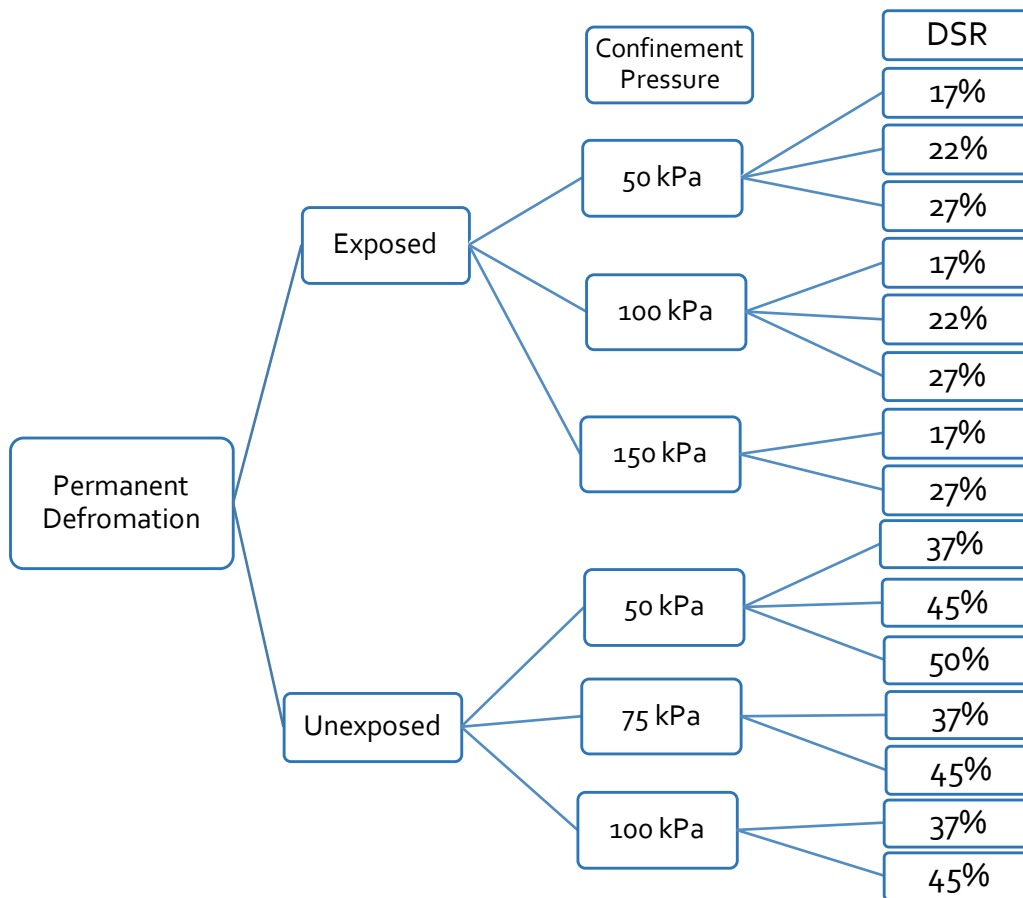 DSR
Confinement
Pressure
17%
50 kPa
22%
27%
Exposed
17%
100 kPa
22%
27%
150 kPa
17%
27%
Permanent
Defromation
37%
50 kPa
45%
50%
Unexposed
75 kPa
37%
45%
100 kPa
37%
45%